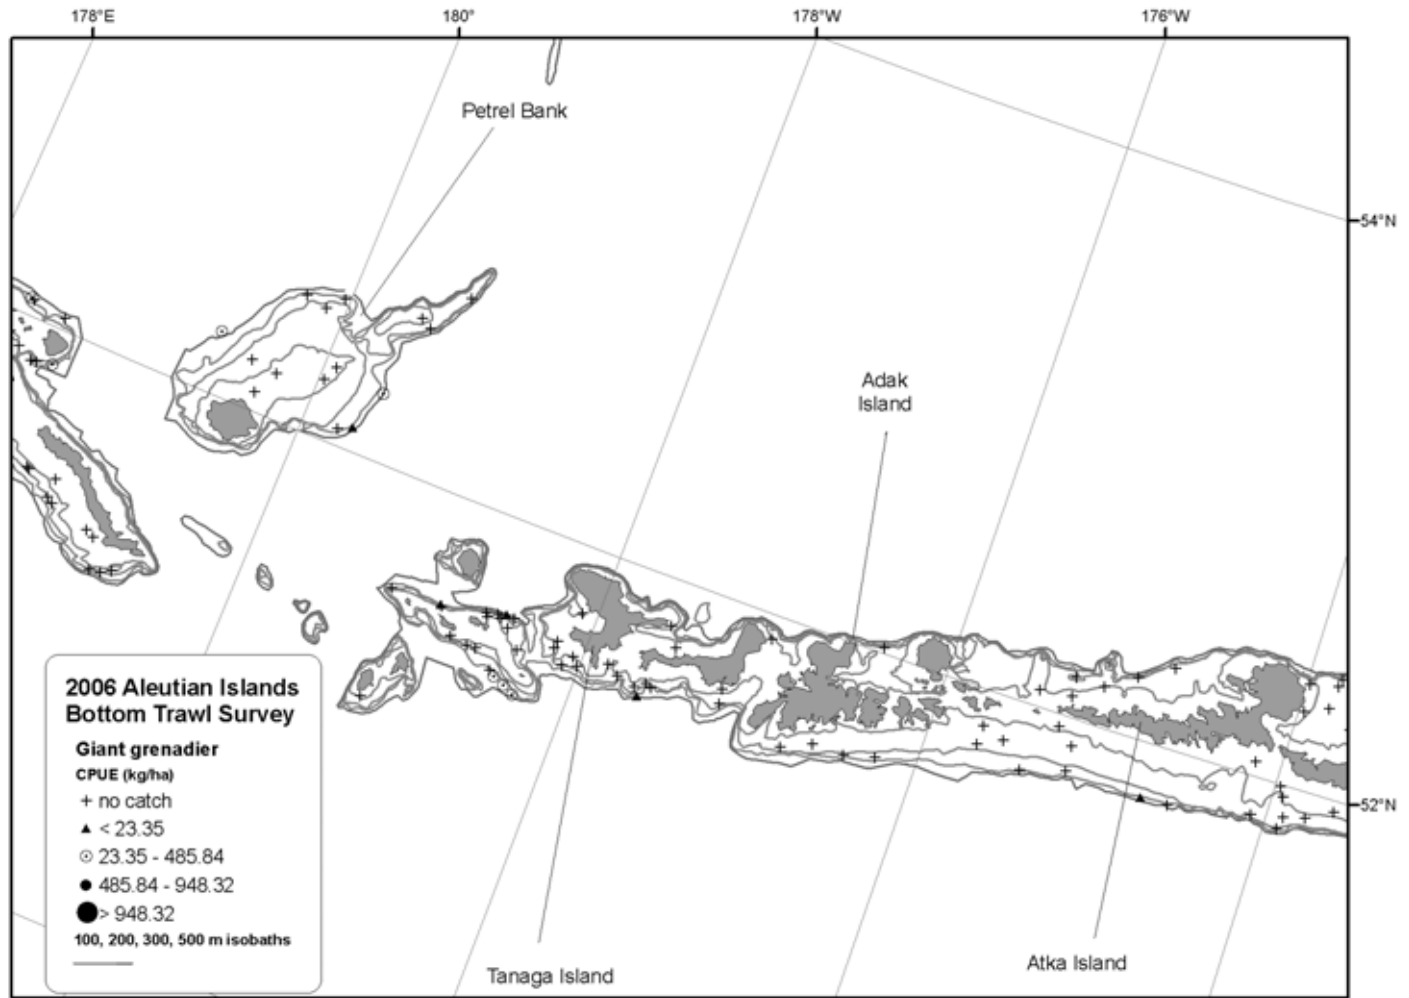 178°E
180°
178°W
176°W
Petrel Bank
54°N
Adak
Island
2006 Aleutian Islands
Bottom Trawl Survey
Giant grenadier
CPUE (kg/ha)
+ no catch
▲ < 23.35
23.35 - 485.84
485.84 - 948.32
> 948.32
100, 200, 300, 500 m isobaths
52°N
Tanaga Island
Atka Island